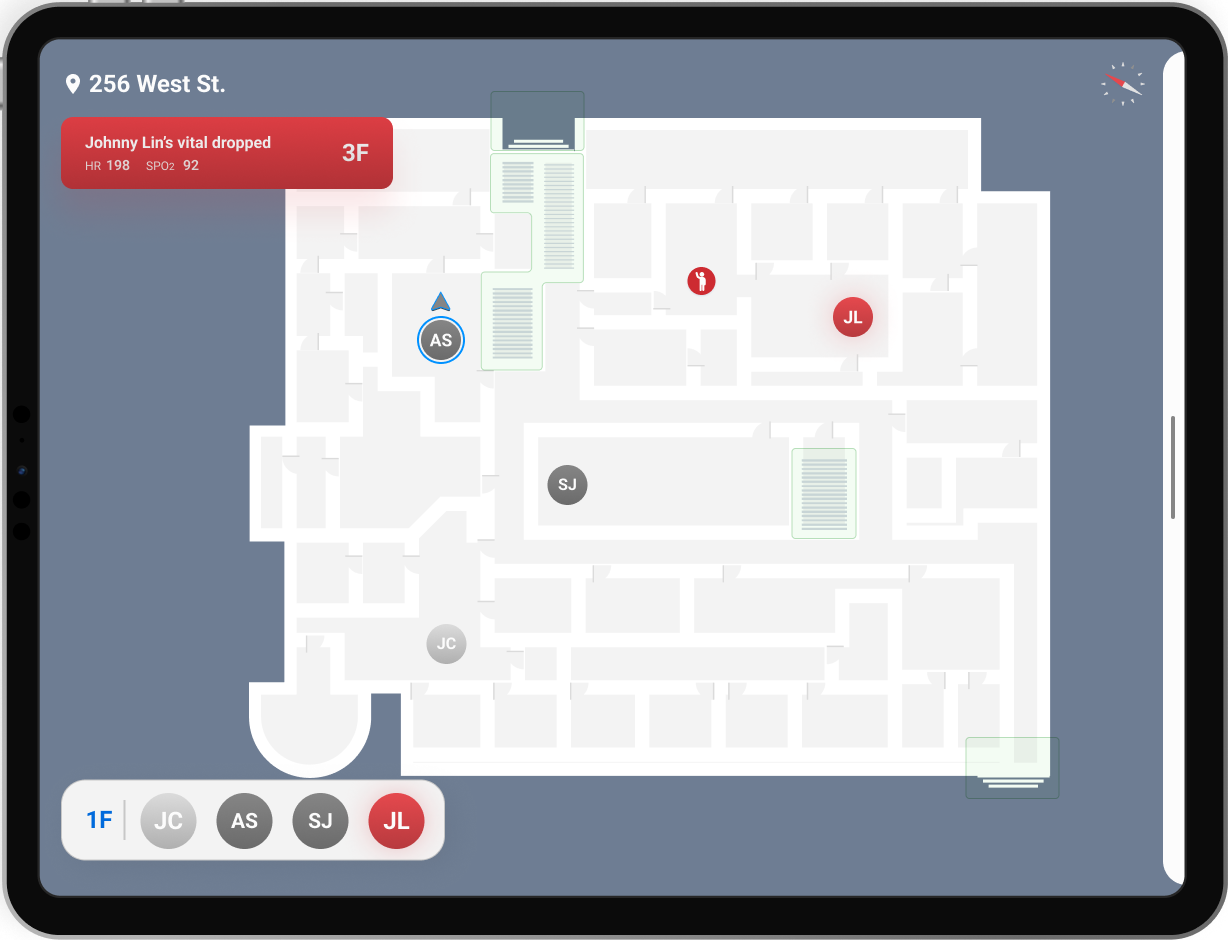 256 West St.
Johnny Lin's vital dropped
HR 198 SPO2 92
3F
AS
JL
SJ
JC
1F JC AS SJ JL